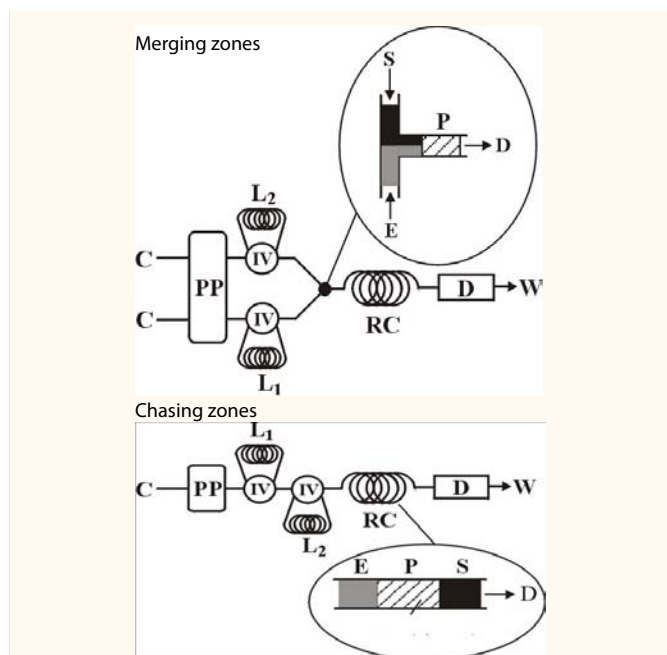 Merging zones
S
P
D
E
L2
C
IV
PP
C
IV
L1
RC
D
W
Chasing zones
L1
C
PP
IV
IV
L2
RC
D
W
E P S
D